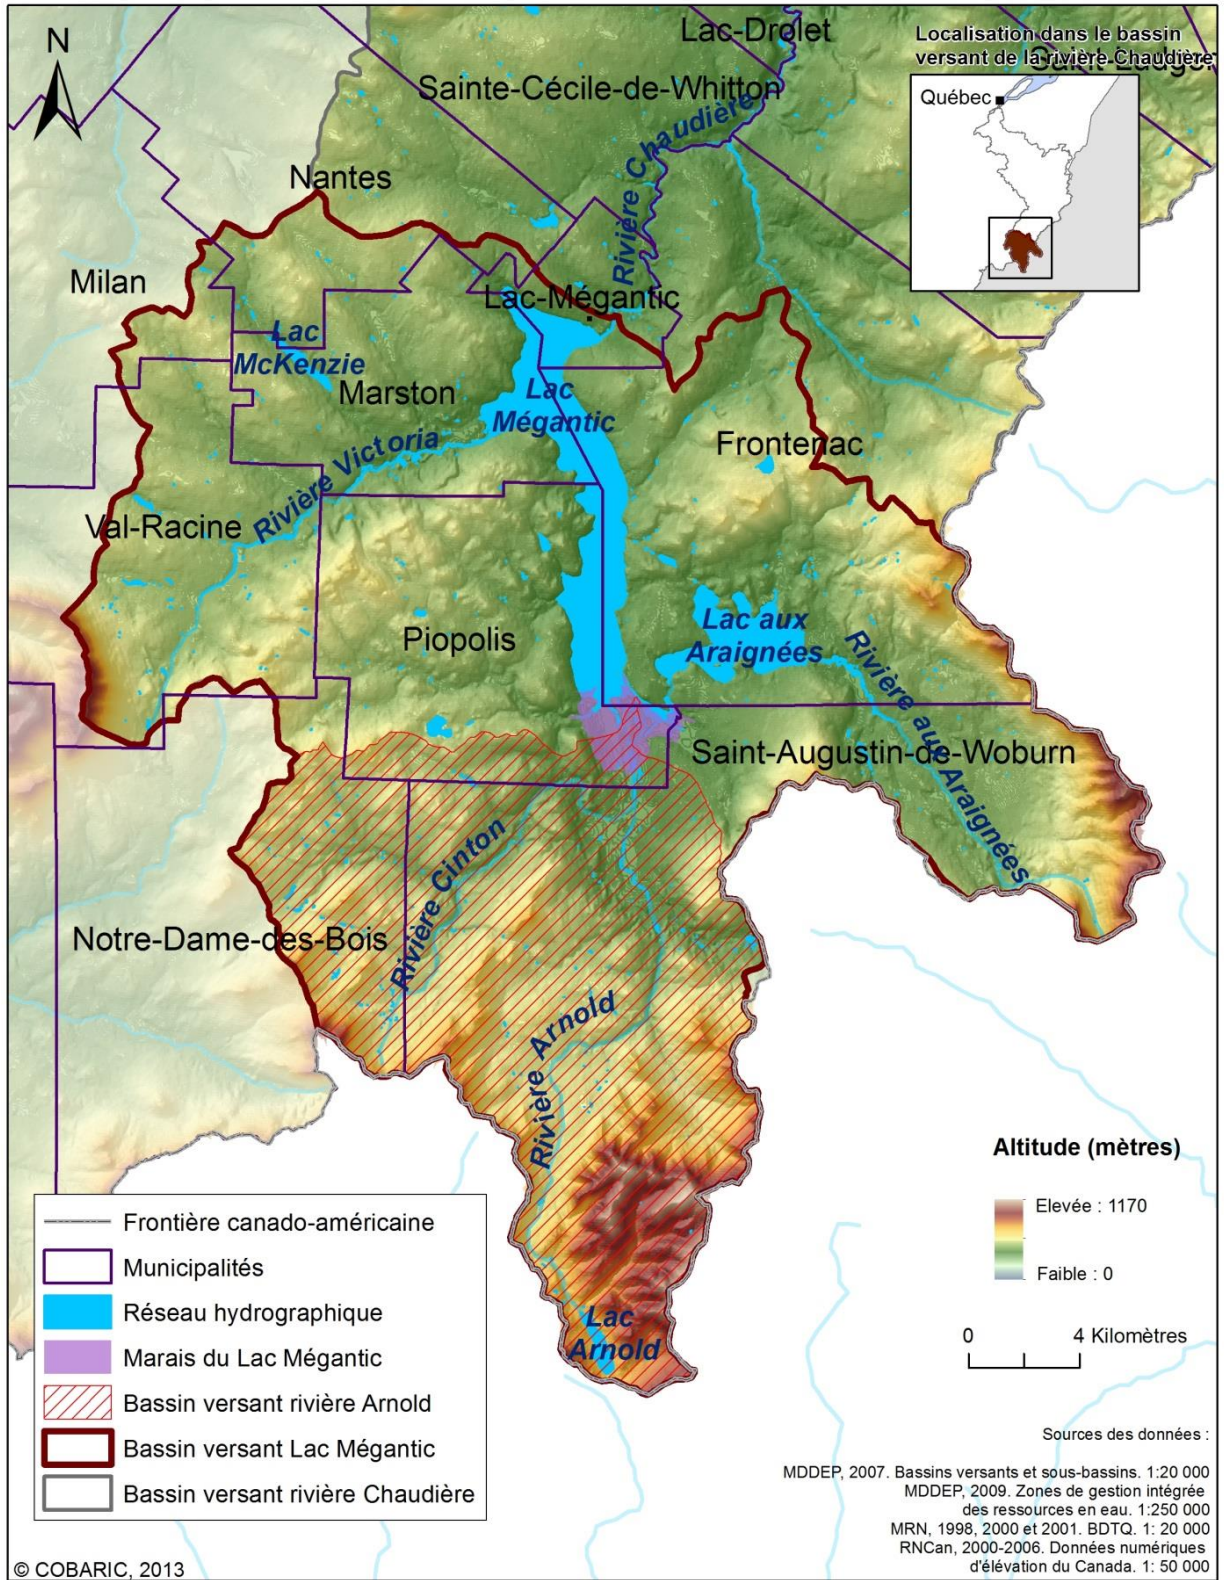 N
Lac-Drolet
Localisation dans le bassin
versant de la rivière Chaudière
Sainte-Cécile-de-Whitton
Québec
Rivière Chaudière
Nantes
Milan
Lac-Mégantic
Lac
McKenzie
Marston
Lac
Mégantic
Frontenac
Rivière Victoria
Val-Racine
Piopolis
Lac aux
Araignées
Rivière aux Araignées
Saint-Augustin-de-Woburn
Rivière Cinton
Notre-Dame-des-Bois
Rivière Arnold
Lac
Arnold
Altitude (mètres)
Elevée : 1170
Faible : 0
0 4 Kilomètres
Frontière canado-américaine
Municipalités
Réseau hydrographique
Marais du Lac Mégantic
Bassin versant rivière Arnold
Bassin versant Lac Mégantic
Bassin versant rivière Chaudière
Sources des données :
MDDEP, 2007. Bassins versants et sous-bassins. 1:20 000
MDDEP, 2009. Zones de gestion intégrée
des ressources en eau. 1:250 000
MRN, 1998, 2000 et 2001. BDTQ. 1: 20 000
RNCan, 2000-2006. Données numériques
d'élévation du Canada. 1: 50 000
© COBARIC, 2013